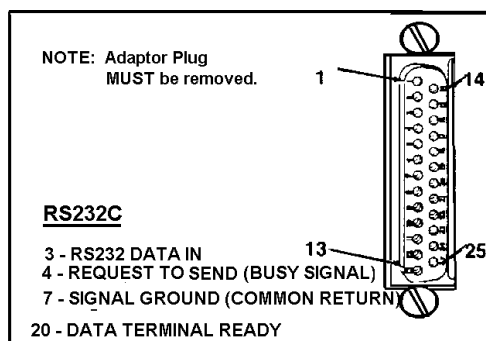 NOTE: Adaptor Plug
MUST be removed.
1
14
RS232C
13
25
3 - RS232 DATA IN
4 - REQUEST TO SEND (BUSY SIGNAL)
7 - SIGNAL GROUND (COMMON RETURN)
20 - DATA TERMINAL READY